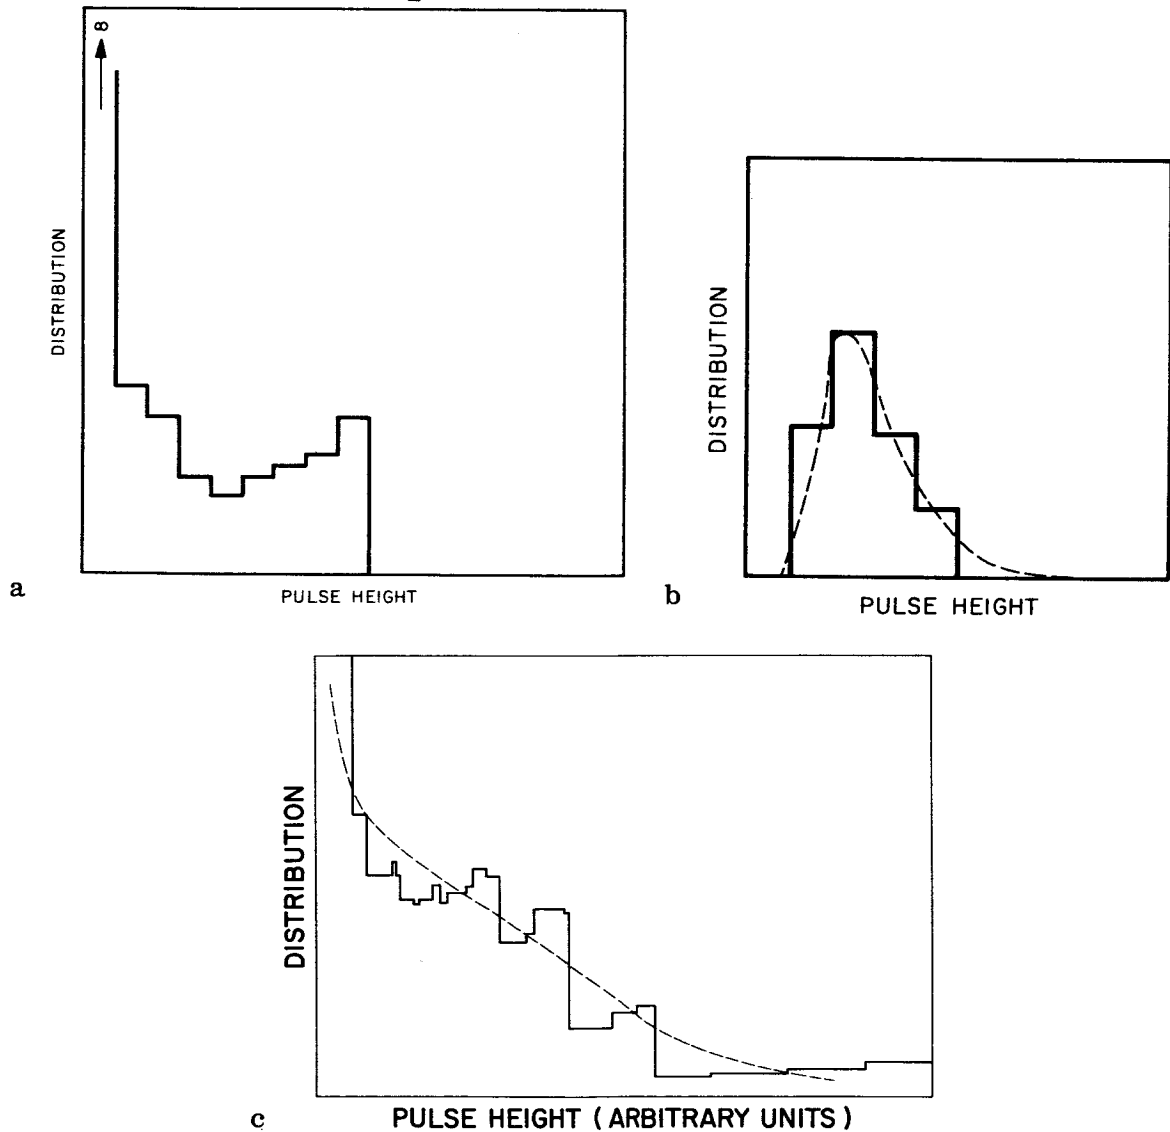 ∞
DISTRIBUTION
PULSE HEIGHT
a
DISTRIBUTION
PULSE HEIGHT
b
DISTRIBUTION
PULSE HEIGHT (ARBITRARY UNITS)
c